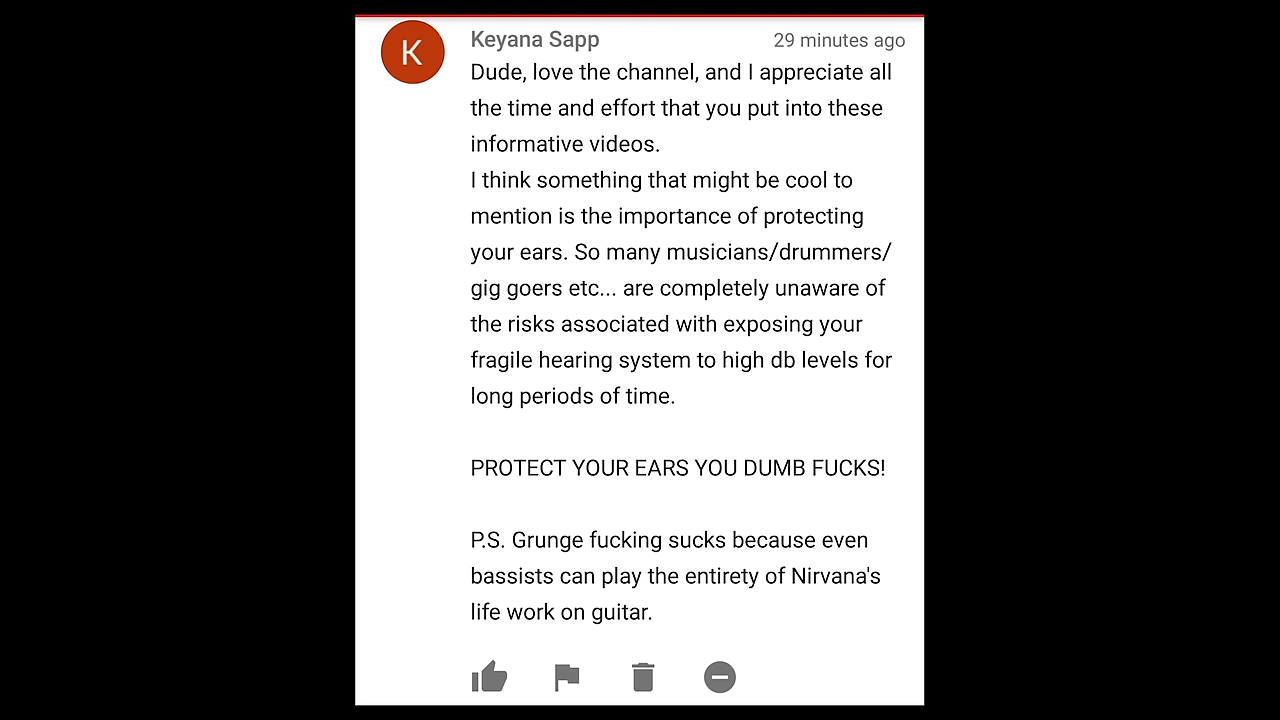 K
Keyana Sapp 29 minutes ago
Dude, love the channel, and I appreciate all
the time and effort that you put into these
informative videos.
I think something that might be cool to
mention is the importance of protecting
your ears. So many musicians/drummers/
gig goers etc... are completely unaware of
the risks associated with exposing your
fragile hearing system to high db levels for
long periods of time.
PROTECT YOUR EARS YOU DUMB FUCKS!
P.S. Grunge fucking sucks because even
bassists can play the entirety of Nirvana's
life work on guitar.